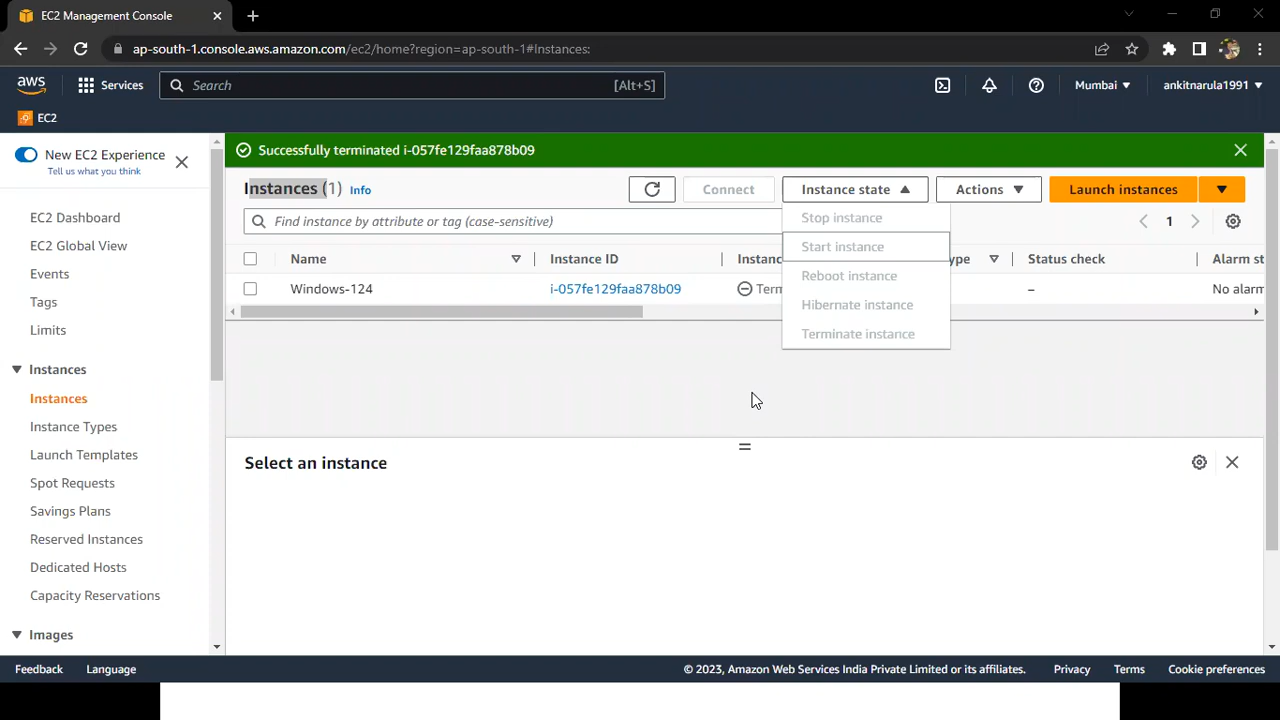 EC2 Management Console
ap-south-1.console.aws.amazon.com/ec2/home?region=ap-south-1#Instances:
aws
Services
Search
[Alt+S]
Mumbai
ankitnarula1991
EC2
New EC2 Experience
Tell us what you think
EC2 Dashboard
EC2 Global View
Events
Tags
Limits
Instances
Instances
Instance Types
Launch Templates
Spot Requests
Savings Plans
Reserved Instances
Dedicated Hosts
Capacity Reservations
Images
Successfully terminated i-057fe129faa878b09
Instances (1) Info
Connect
Instance state
Actions
Launch instances
Find instance by attribute or tag (case-sensitive)
1
Stop instance
Start instance
Reboot instance
Hibernate instance
Terminate instance
Name
Instance ID
Instanc
ype
Status check
Alarm st
Windows-124
i-057fe129faa878b09
Term
–
No alarm
Select an instance
Feedback
Language
© 2023, Amazon Web Services India Private Limited or its affiliates.
Privacy
Terms
Cookie preferences